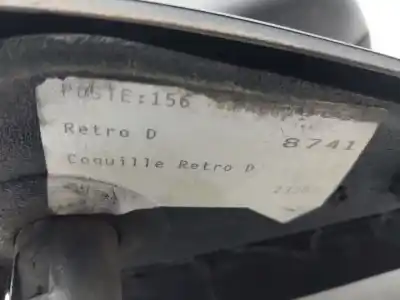 POSTE:156
Retro D 8741
Coquille Retro D